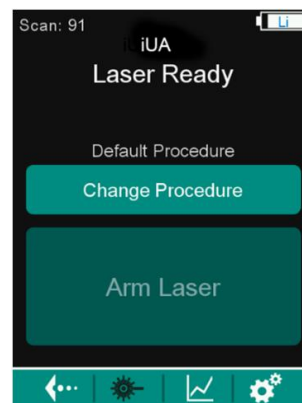 Scan: 91
Li
iUA
Laser Ready
Default Procedure
Change Procedure
Arm Laser